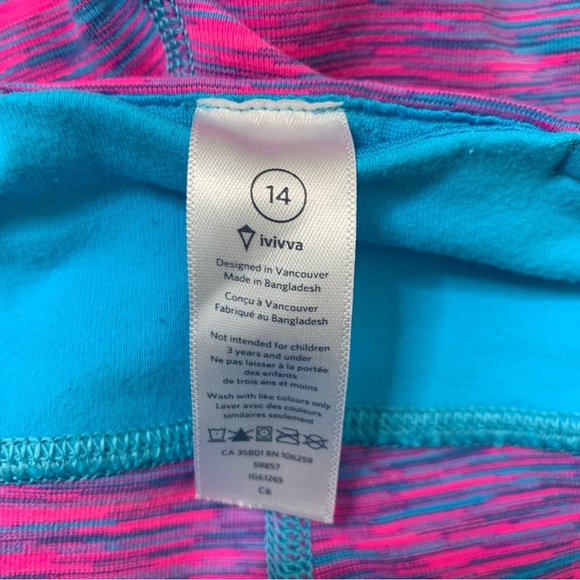 14
ivivva
Designed in Vancouver
Made in Bangladesh
Conçu à Vancouver
Fabriqué au Bangladesh
Not intended for children
3 years and under
Ne pas laisser à la portée
des enfants
de trois ans et moins
Wash with like colours only
Laver avec des couleurs
similaires seulement
CA 35801 RN 106259
59857
IG6126S
C6